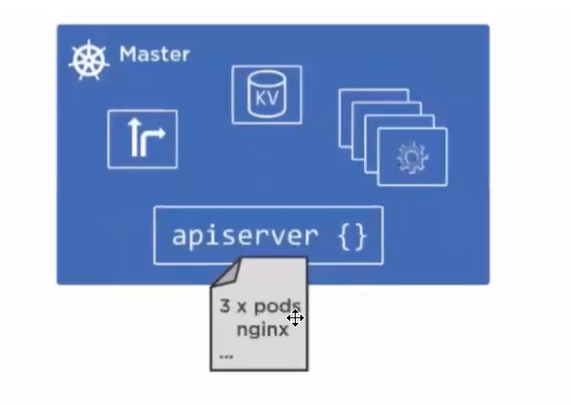 Master
KV
apiserver {}
3 x pods
nginx
...